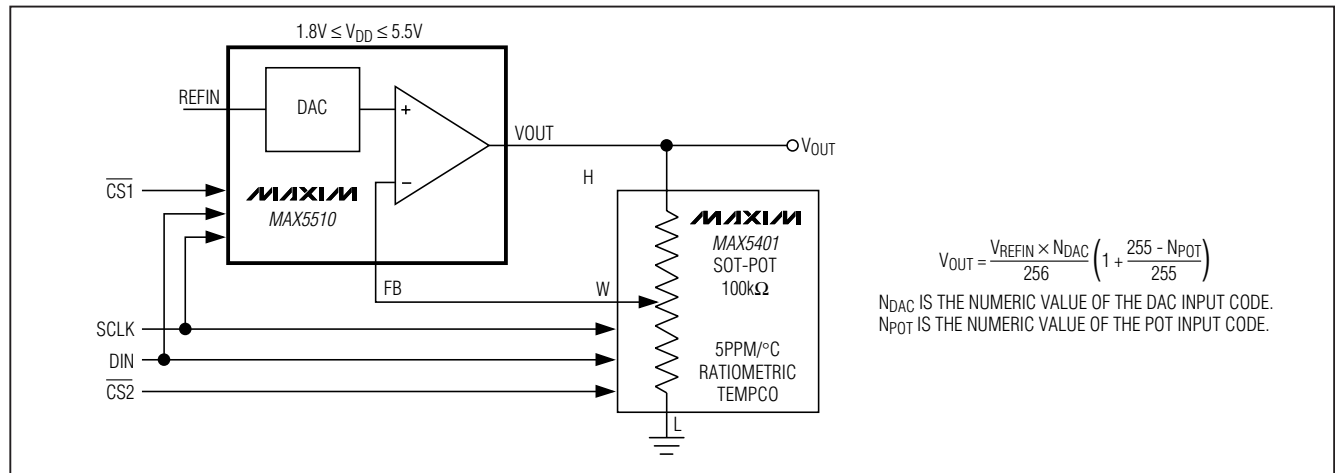 1.8V ≤ VDD ≤ 5.5V
REFIN
DAC
+
−
VOUT
VOUT
CS1
MAXIM
MAX5510
H
MAXIM
MAX5401
SOT-POT
100kΩ
FB
W
SCLK
DIN
CS2
5PPM/°C
RATIOMETRIC
TEMPCO
L
VOUT = VREFIN × NDAC / 256 (1 + 255 - NPOT / 255)
NDAC IS THE NUMERIC VALUE OF THE DAC INPUT CODE.
NPOT IS THE NUMERIC VALUE OF THE POT INPUT CODE.